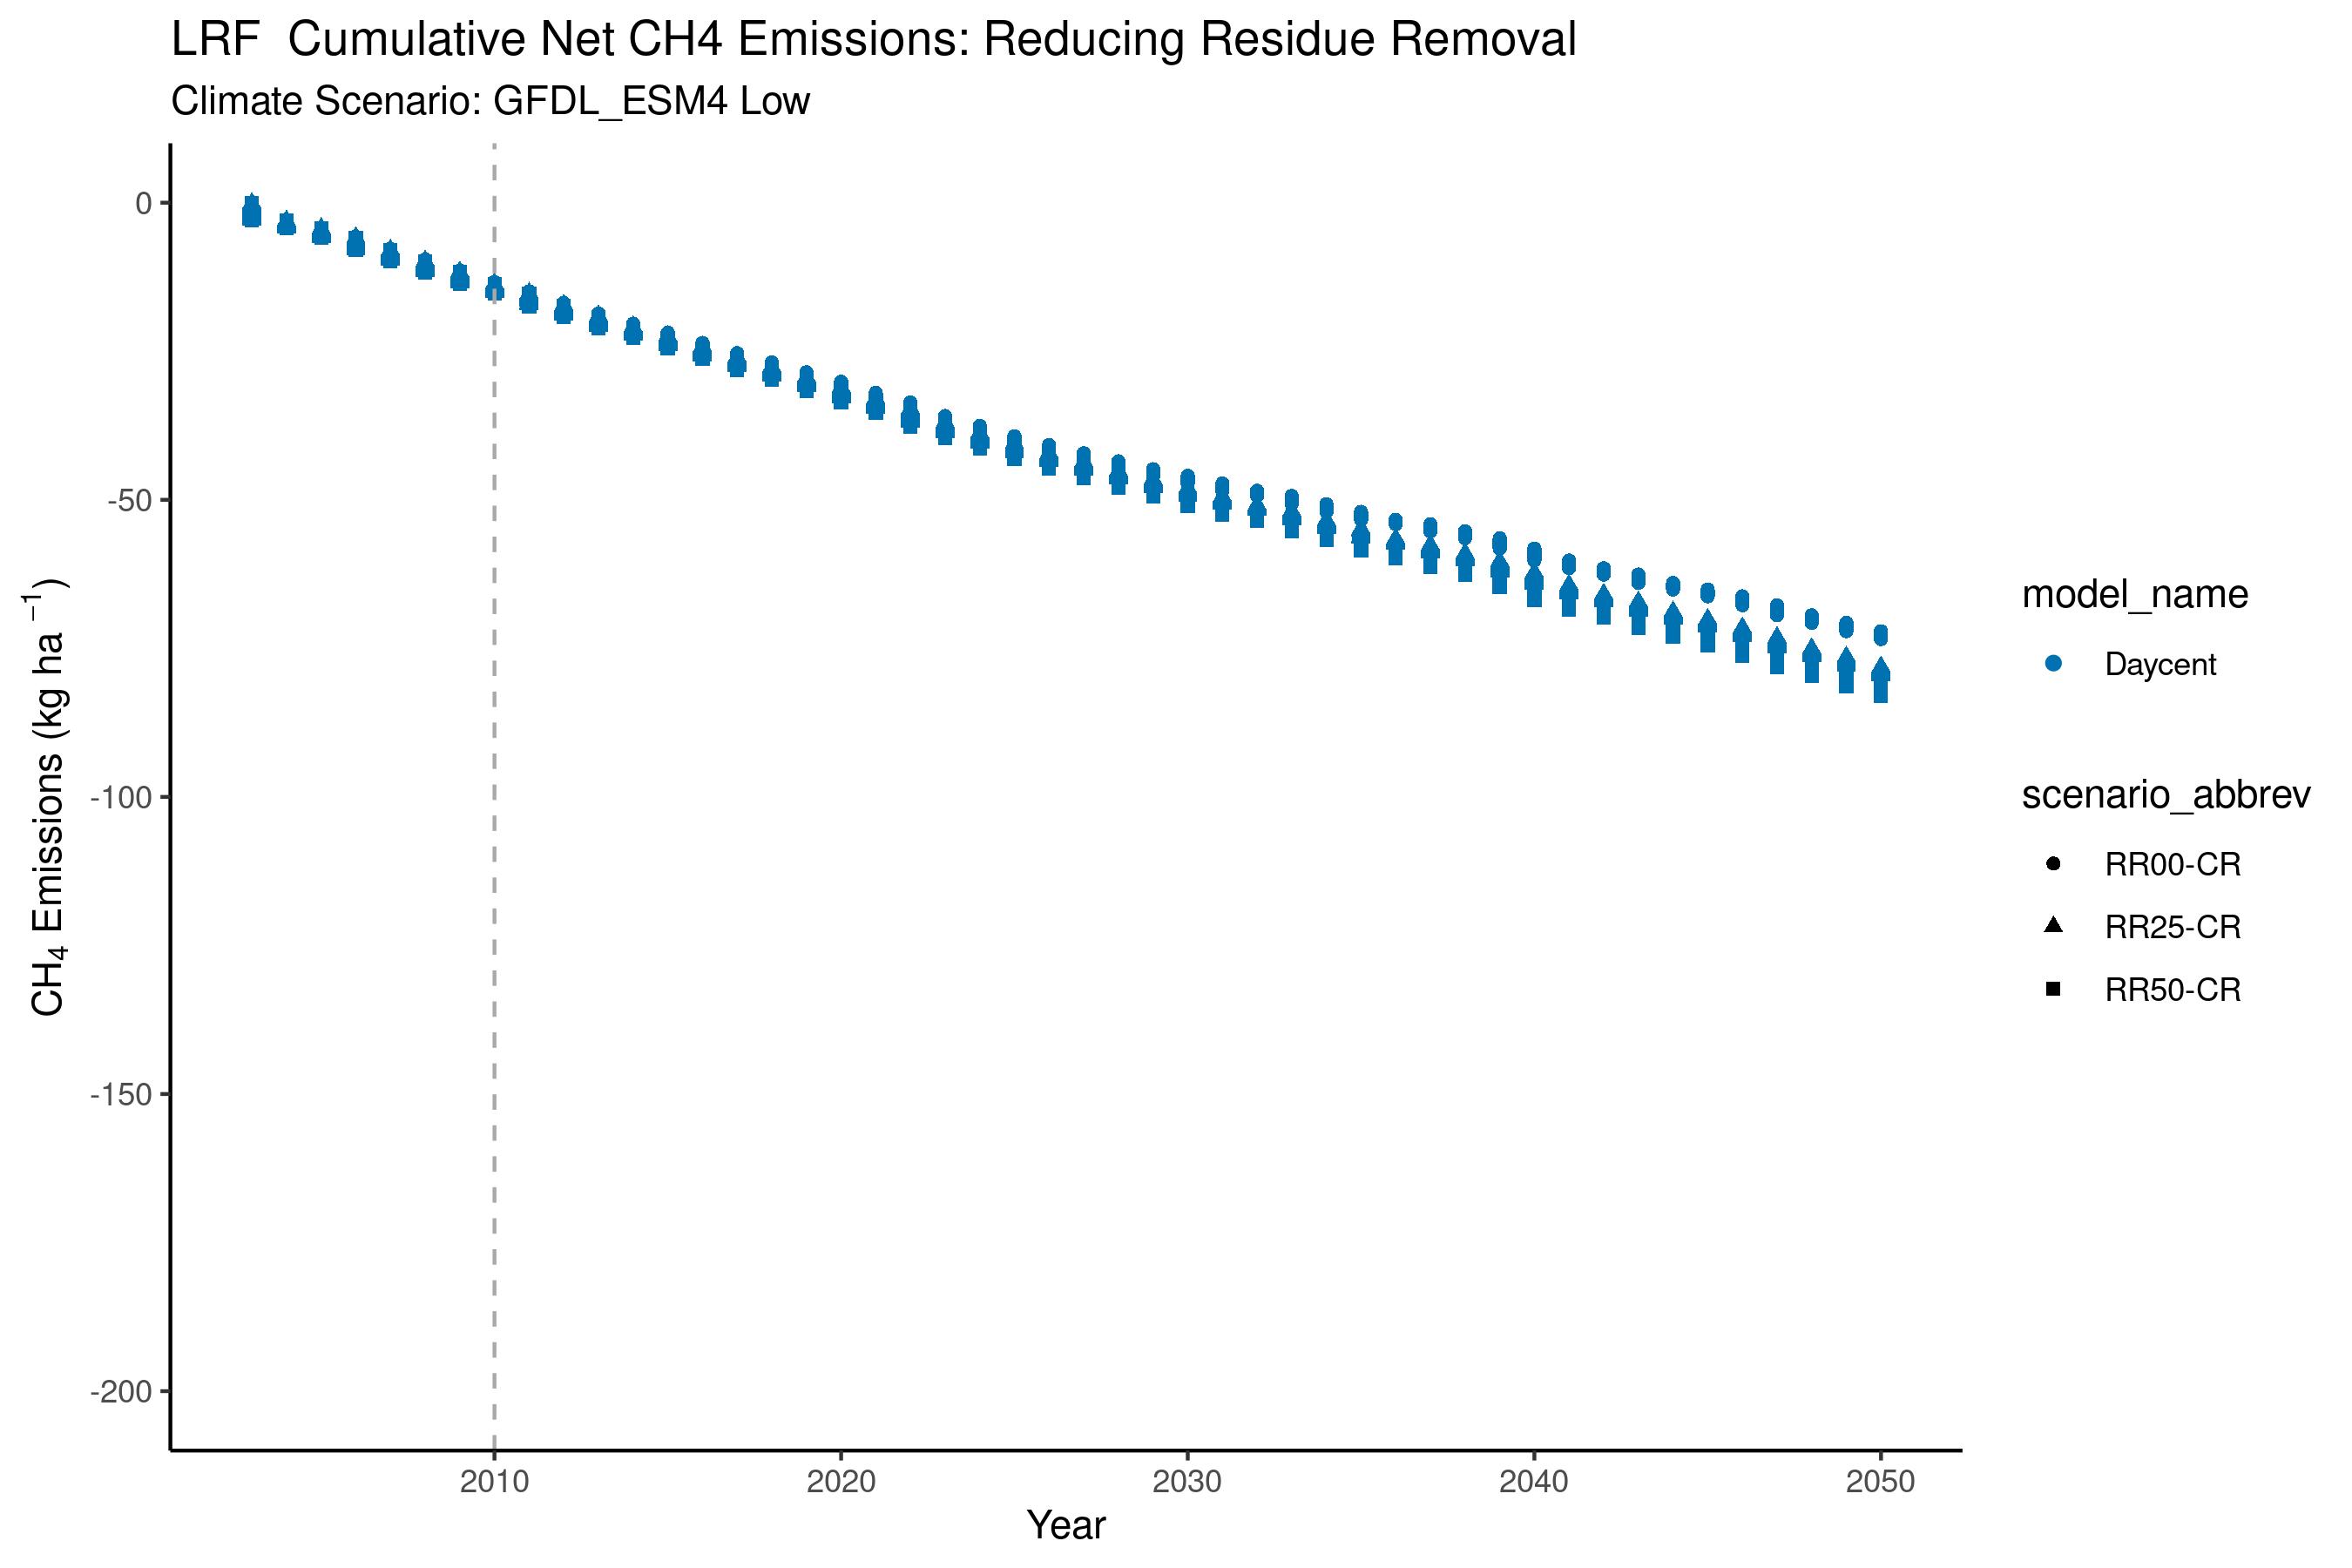 LRF  Cumulative Net CH4 Emissions: Reducing Residue Removal
Climate Scenario: GFDL_ESM4 Low
CH₄ Emissions (kg ha ⁻¹)
0
-50
-100
-150
-200
2010
2020
2030
2040
2050
Year
model_name
Daycent
scenario_abbrev
RR00-CR
RR25-CR
RR50-CR